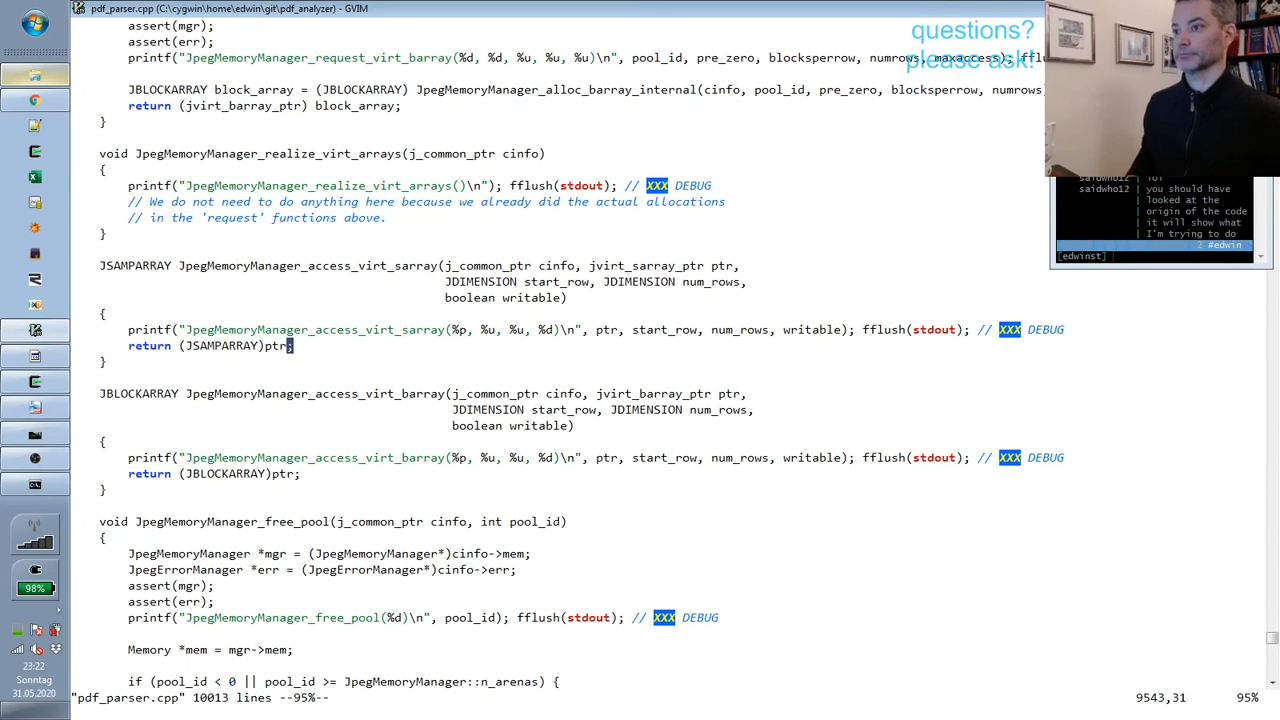 pdf_parser.cpp (C:\cygwin\home\edwin\git\pdf_analyzer) - GVIM
questions?
please ask!
assert(mgr);
assert(err);
printf("JpegMemoryManager_request_virt_barray(%d, %d, %u, %u, %u)\n", pool_id, pre_zero, blocksperrow, numrows, maxaccess); fflu
JBLOCKARRAY block_array = (JBLOCKARRAY) JpegMemoryManager_alloc_barray_internal(cinfo, pool_id, pre_zero, blocksperrow, numrows)
return (jvirt_barray_ptr) block_array;
}
void JpegMemoryManager_realize_virt_arrays(j_common_ptr cinfo)
{
printf("JpegMemoryManager_realize_virt_arrays()\n"); fflush(stdout); // XXX DEBUG
// We do not need to do anything here because we already did the actual allocations
// in the 'request' functions above.
}
JSAMPARRAY JpegMemoryManager_access_virt_sarray(j_common_ptr cinfo, jvirt_sarray_ptr ptr,
JDIMENSION start_row, JDIMENSION num_rows,
boolean writable)
{
printf("JpegMemoryManager_access_virt_sarray(%p, %u, %u, %d)\n", ptr, start_row, num_rows, writable); fflush(stdout); // XXX DEBUG
return (JSAMPARRAY)ptr;
}
JBLOCKARRAY JpegMemoryManager_access_virt_barray(j_common_ptr cinfo, jvirt_barray_ptr ptr,
JDIMENSION start_row, JDIMENSION num_rows,
boolean writable)
{
printf("JpegMemoryManager_access_virt_barray(%p, %u, %u, %d)\n", ptr, start_row, num_rows, writable); fflush(stdout); // XXX DEBUG
return (JBLOCKARRAY)ptr;
}
void JpegMemoryManager_free_pool(j_common_ptr cinfo, int pool_id)
{
JpegMemoryManager *mgr = (JpegMemoryManager*)cinfo->mem;
JpegErrorManager *err = (JpegErrorManager*)cinfo->err;
assert(mgr);
assert(err);
printf("JpegMemoryManager_free_pool(%d)\n", pool_id); fflush(stdout); // XXX DEBUG
Memory *mem = mgr->mem;
if (pool_id < 0 || pool_id >= JpegMemoryManager::n_arenas) {
"pdf_parser.cpp" 10013 lines --95%--
9543,31
95%
saidwho12 | lol
saidwho12 | you should have
| looked at the
| origin of the code
| it will show what
| I'm trying to do
2 #edwin
[edwinst]
98%
23:22
Sonntag
31.05.2020